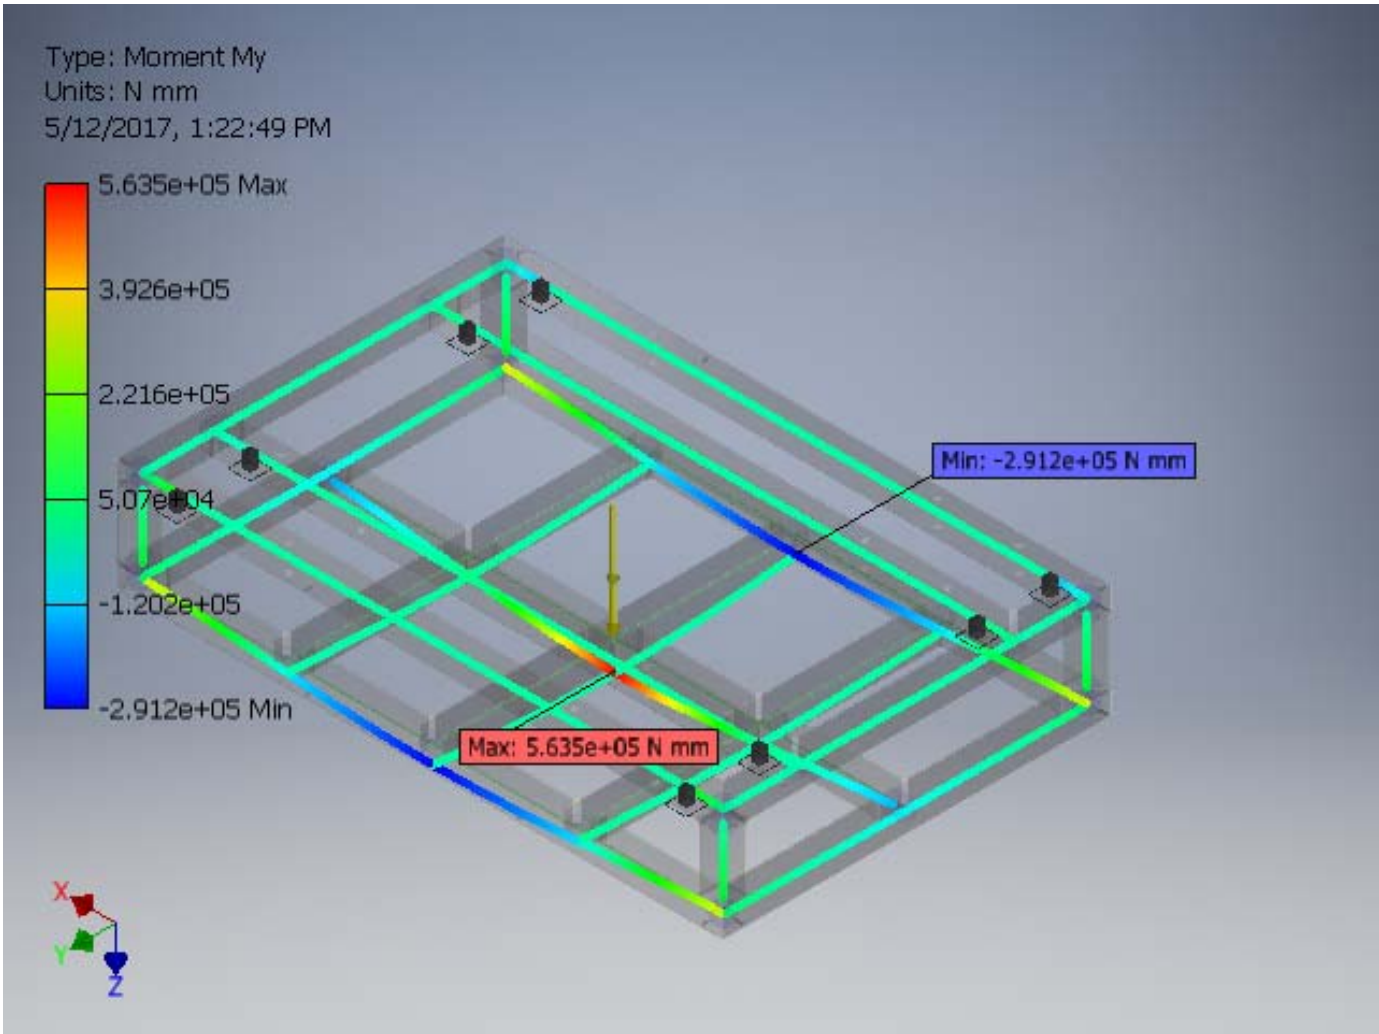 Type: Moment My
Units: N mm
5/12/2017, 1:22:49 PM
5.635e+05 Max
3.926e+05
2.216e+05
5.07e+04
-1.202e+05
-2.912e+05 Min
Min: -2.912e+05 N mm
Max: 5.635e+05 N mm
X
Y
Z